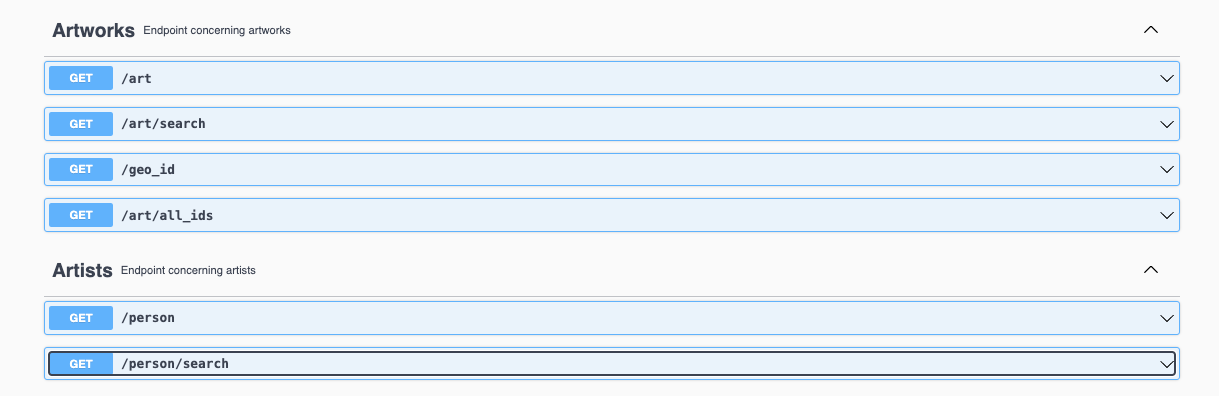 Artworks Endpoint concerning artworks
GET /art
GET /art/search
GET /geo_id
GET /art/all_ids
Artists Endpoint concerning artists
GET /person
GET /person/search